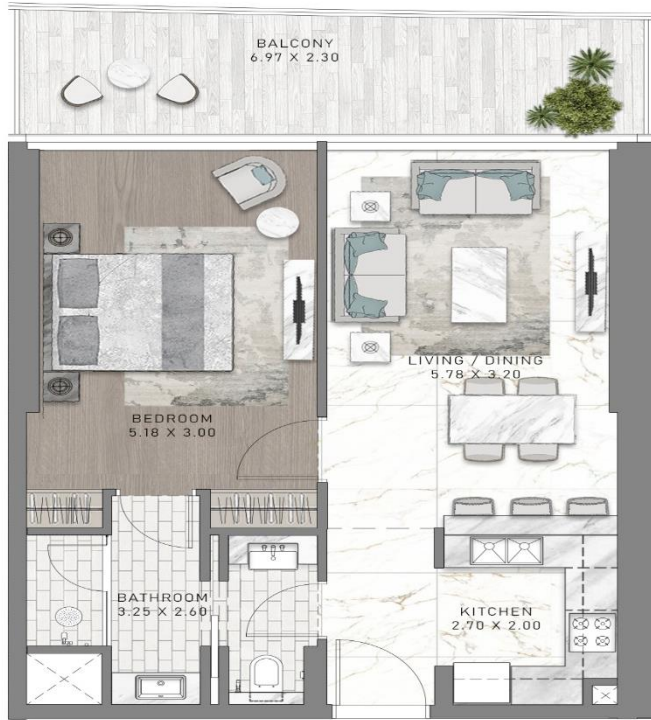 BALCONY
6.97 X 2.30
LIVING / DINING
5.78 X 3.20
BEDROOM
5.18 X 3.00
BATHROOM
3.25 X 2.60
KITCHEN
2.70 X 2.00